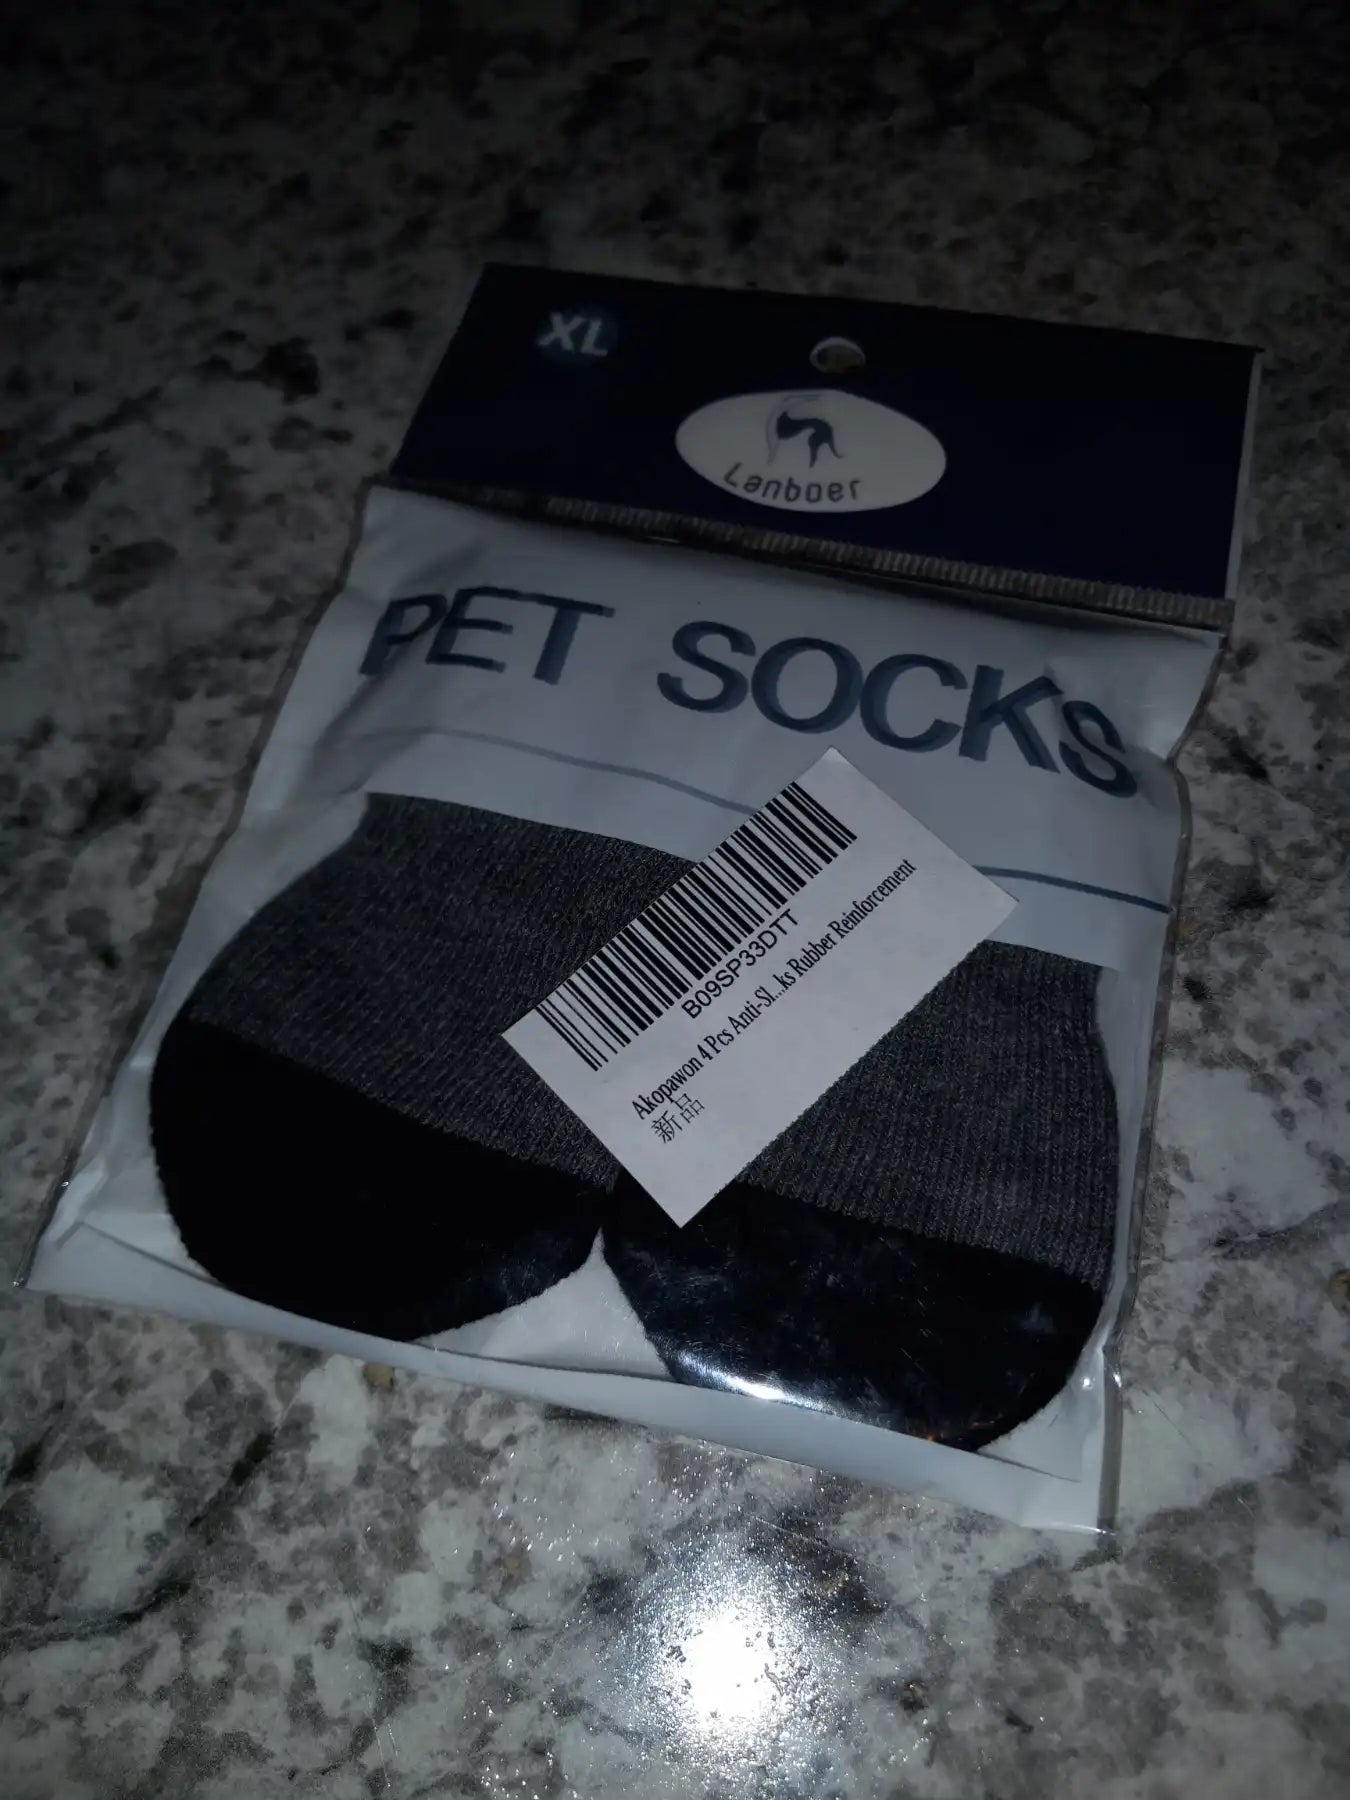 XL
Lanboer
PET SOCKS
B09SP33DTT
Akopawon 4 Pcs Anti-Sl...ks Rubber Reinforcement
新品